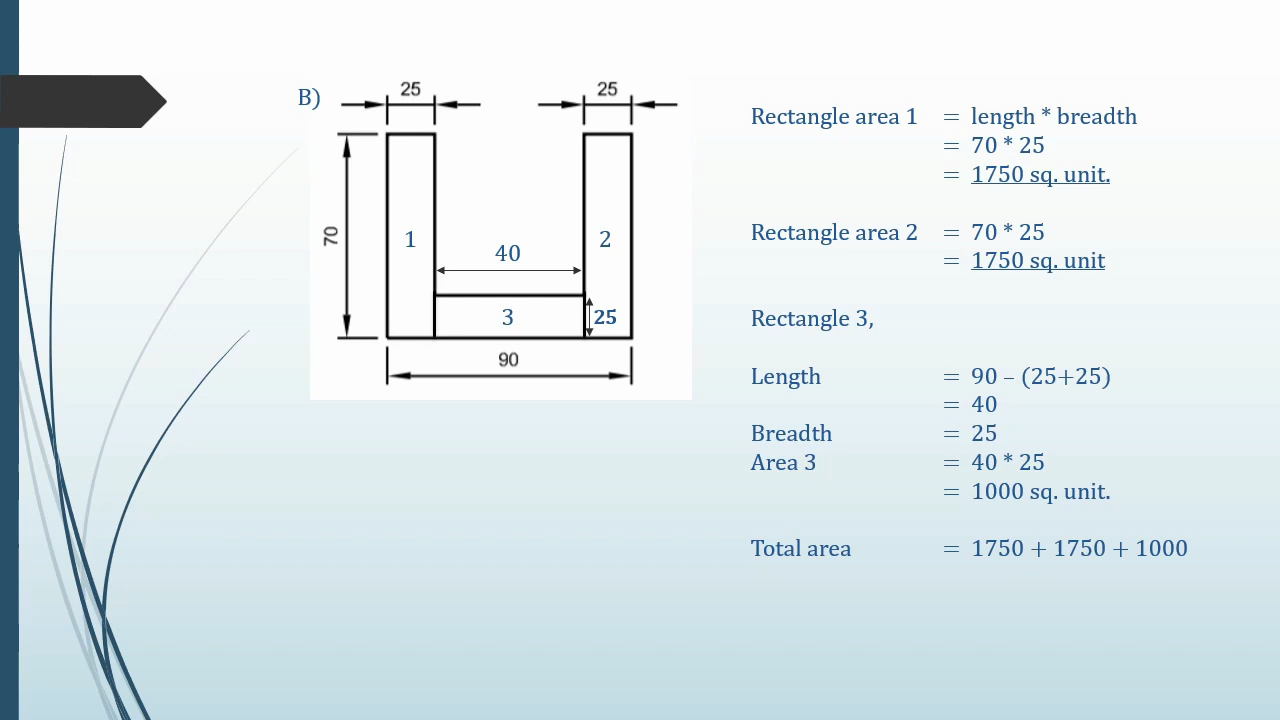 B)
25
25
70
1
2
40
3
25
90
Rectangle area 1 = length * breadth
= 70 * 25
= 1750 sq. unit.
Rectangle area 2 = 70 * 25
= 1750 sq. unit
Rectangle 3,
Length = 90 – (25+25)
= 40
Breadth = 25
Area 3 = 40 * 25
= 1000 sq. unit.
Total area = 1750 + 1750 + 1000